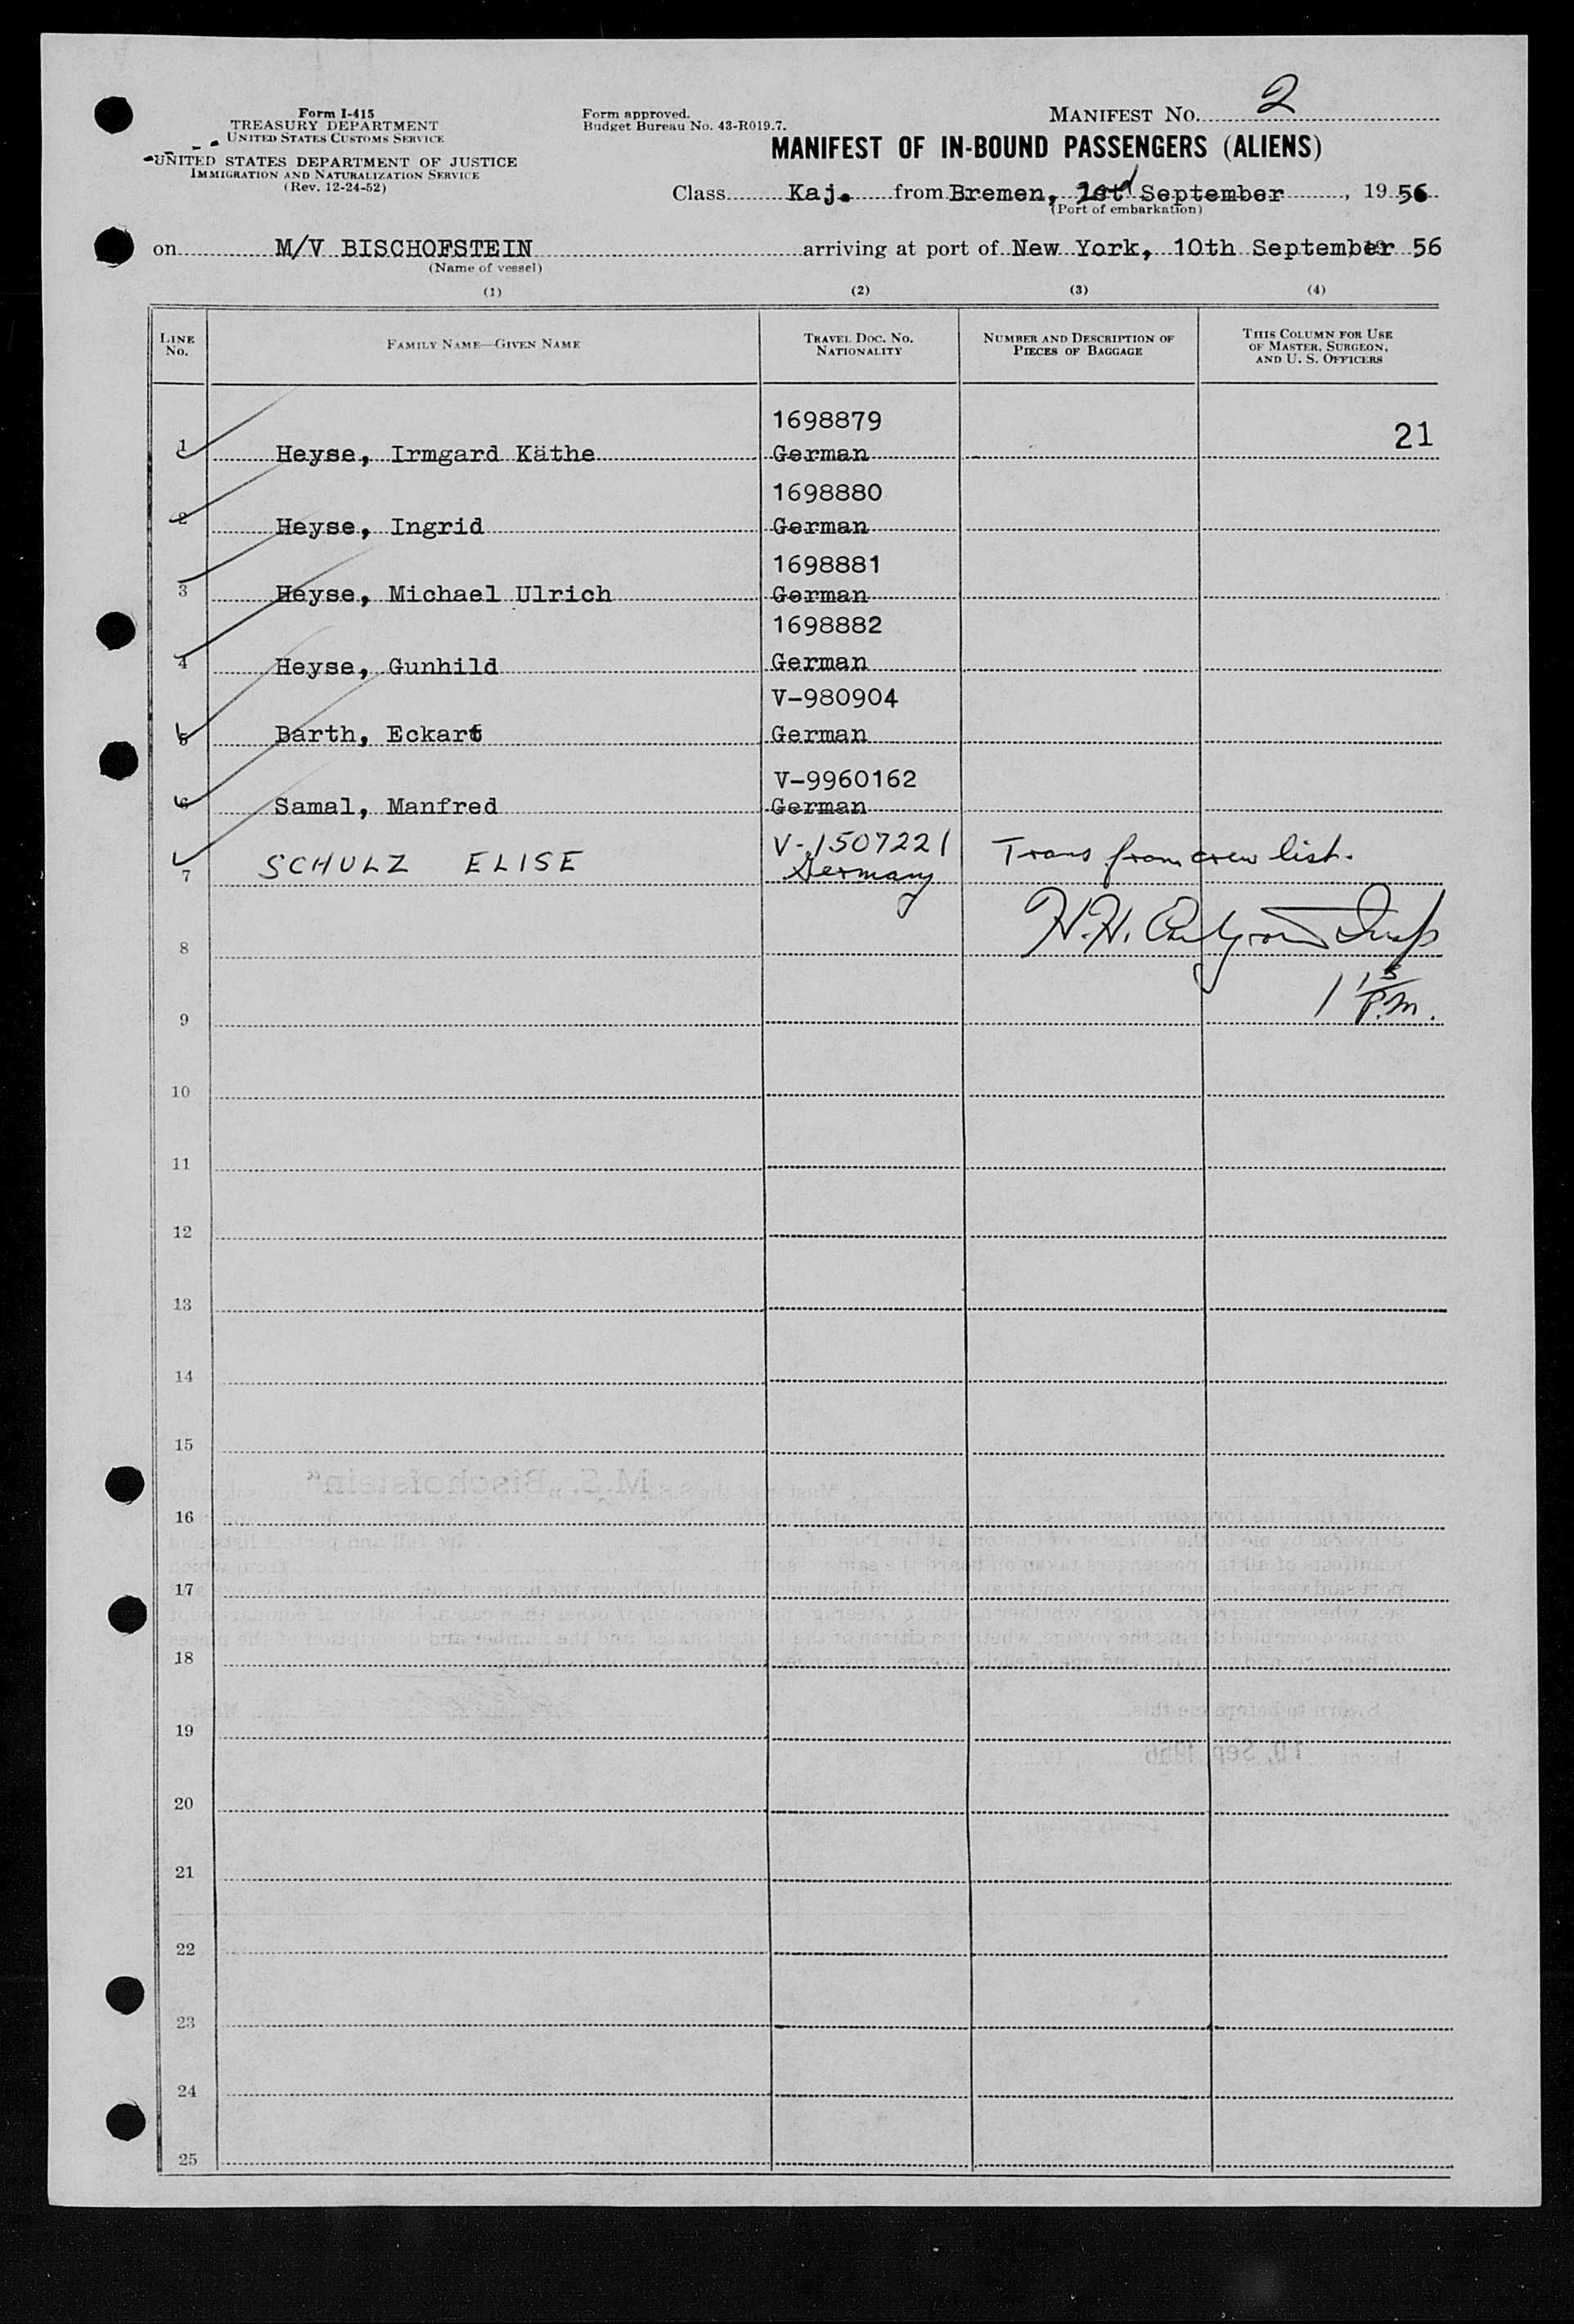 Form I-415
TREASURY DEPARTMENT
UNITED STATES CUSTOMS SERVICE
UNITED STATES DEPARTMENT OF JUSTICE
IMMIGRATION AND NATURALIZATION SERVICE
(Rev. 12-24-52)
Form approved.
Budget Bureau No. 43-R019.7.
MANIFEST NO. 2
MANIFEST OF IN-BOUND PASSENGERS (ALIENS)
Class Kaj. from Bremen, September, 1956
(Port of embarkation)
on M/V BISCHOFSTEIN arriving at port of New York, 10th September 19 56
(Name of vessel)
(1) (2) (3) (4)
LINE No. FAMILY NAME—GIVEN NAME TRAVEL DOC. NO. NATIONALITY NUMBER AND DESCRIPTION OF PIECES OF BAGGAGE THIS COLUMN FOR USE OF MASTER, SURGEON, AND U. S. OFFICERS
1698879
1 Heyse, Irmgard Käthe German 21
1698880
2 Heyse, Ingrid German
1698881
3 Heyse, Michael Ulrich German
1698882
4 Heyse, Gunhild German
V-980904
5 Barth, Eckart German
V-9960162
6 Samal, Manfred German
V-1507221
7 SCHULZ ELISE Germany Trans from crew list.
8 H.H.
9 1 15 P.M.
10
11
12
13
14
15
M.S. „Bischofstein“
16
17
18
19
10. Sep. 1956
20
21
22
23
24
25